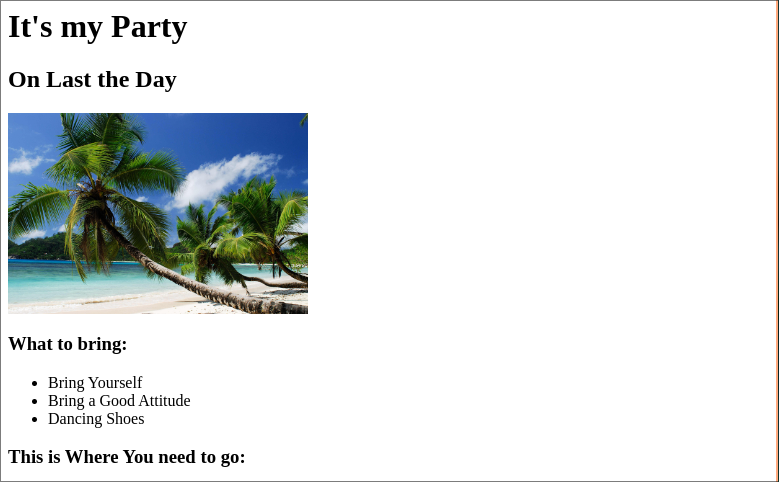 It's my Party
On Last the Day
What to bring:
Bring Yourself
Bring a Good Attitude
Dancing Shoes
This is Where You need to go: